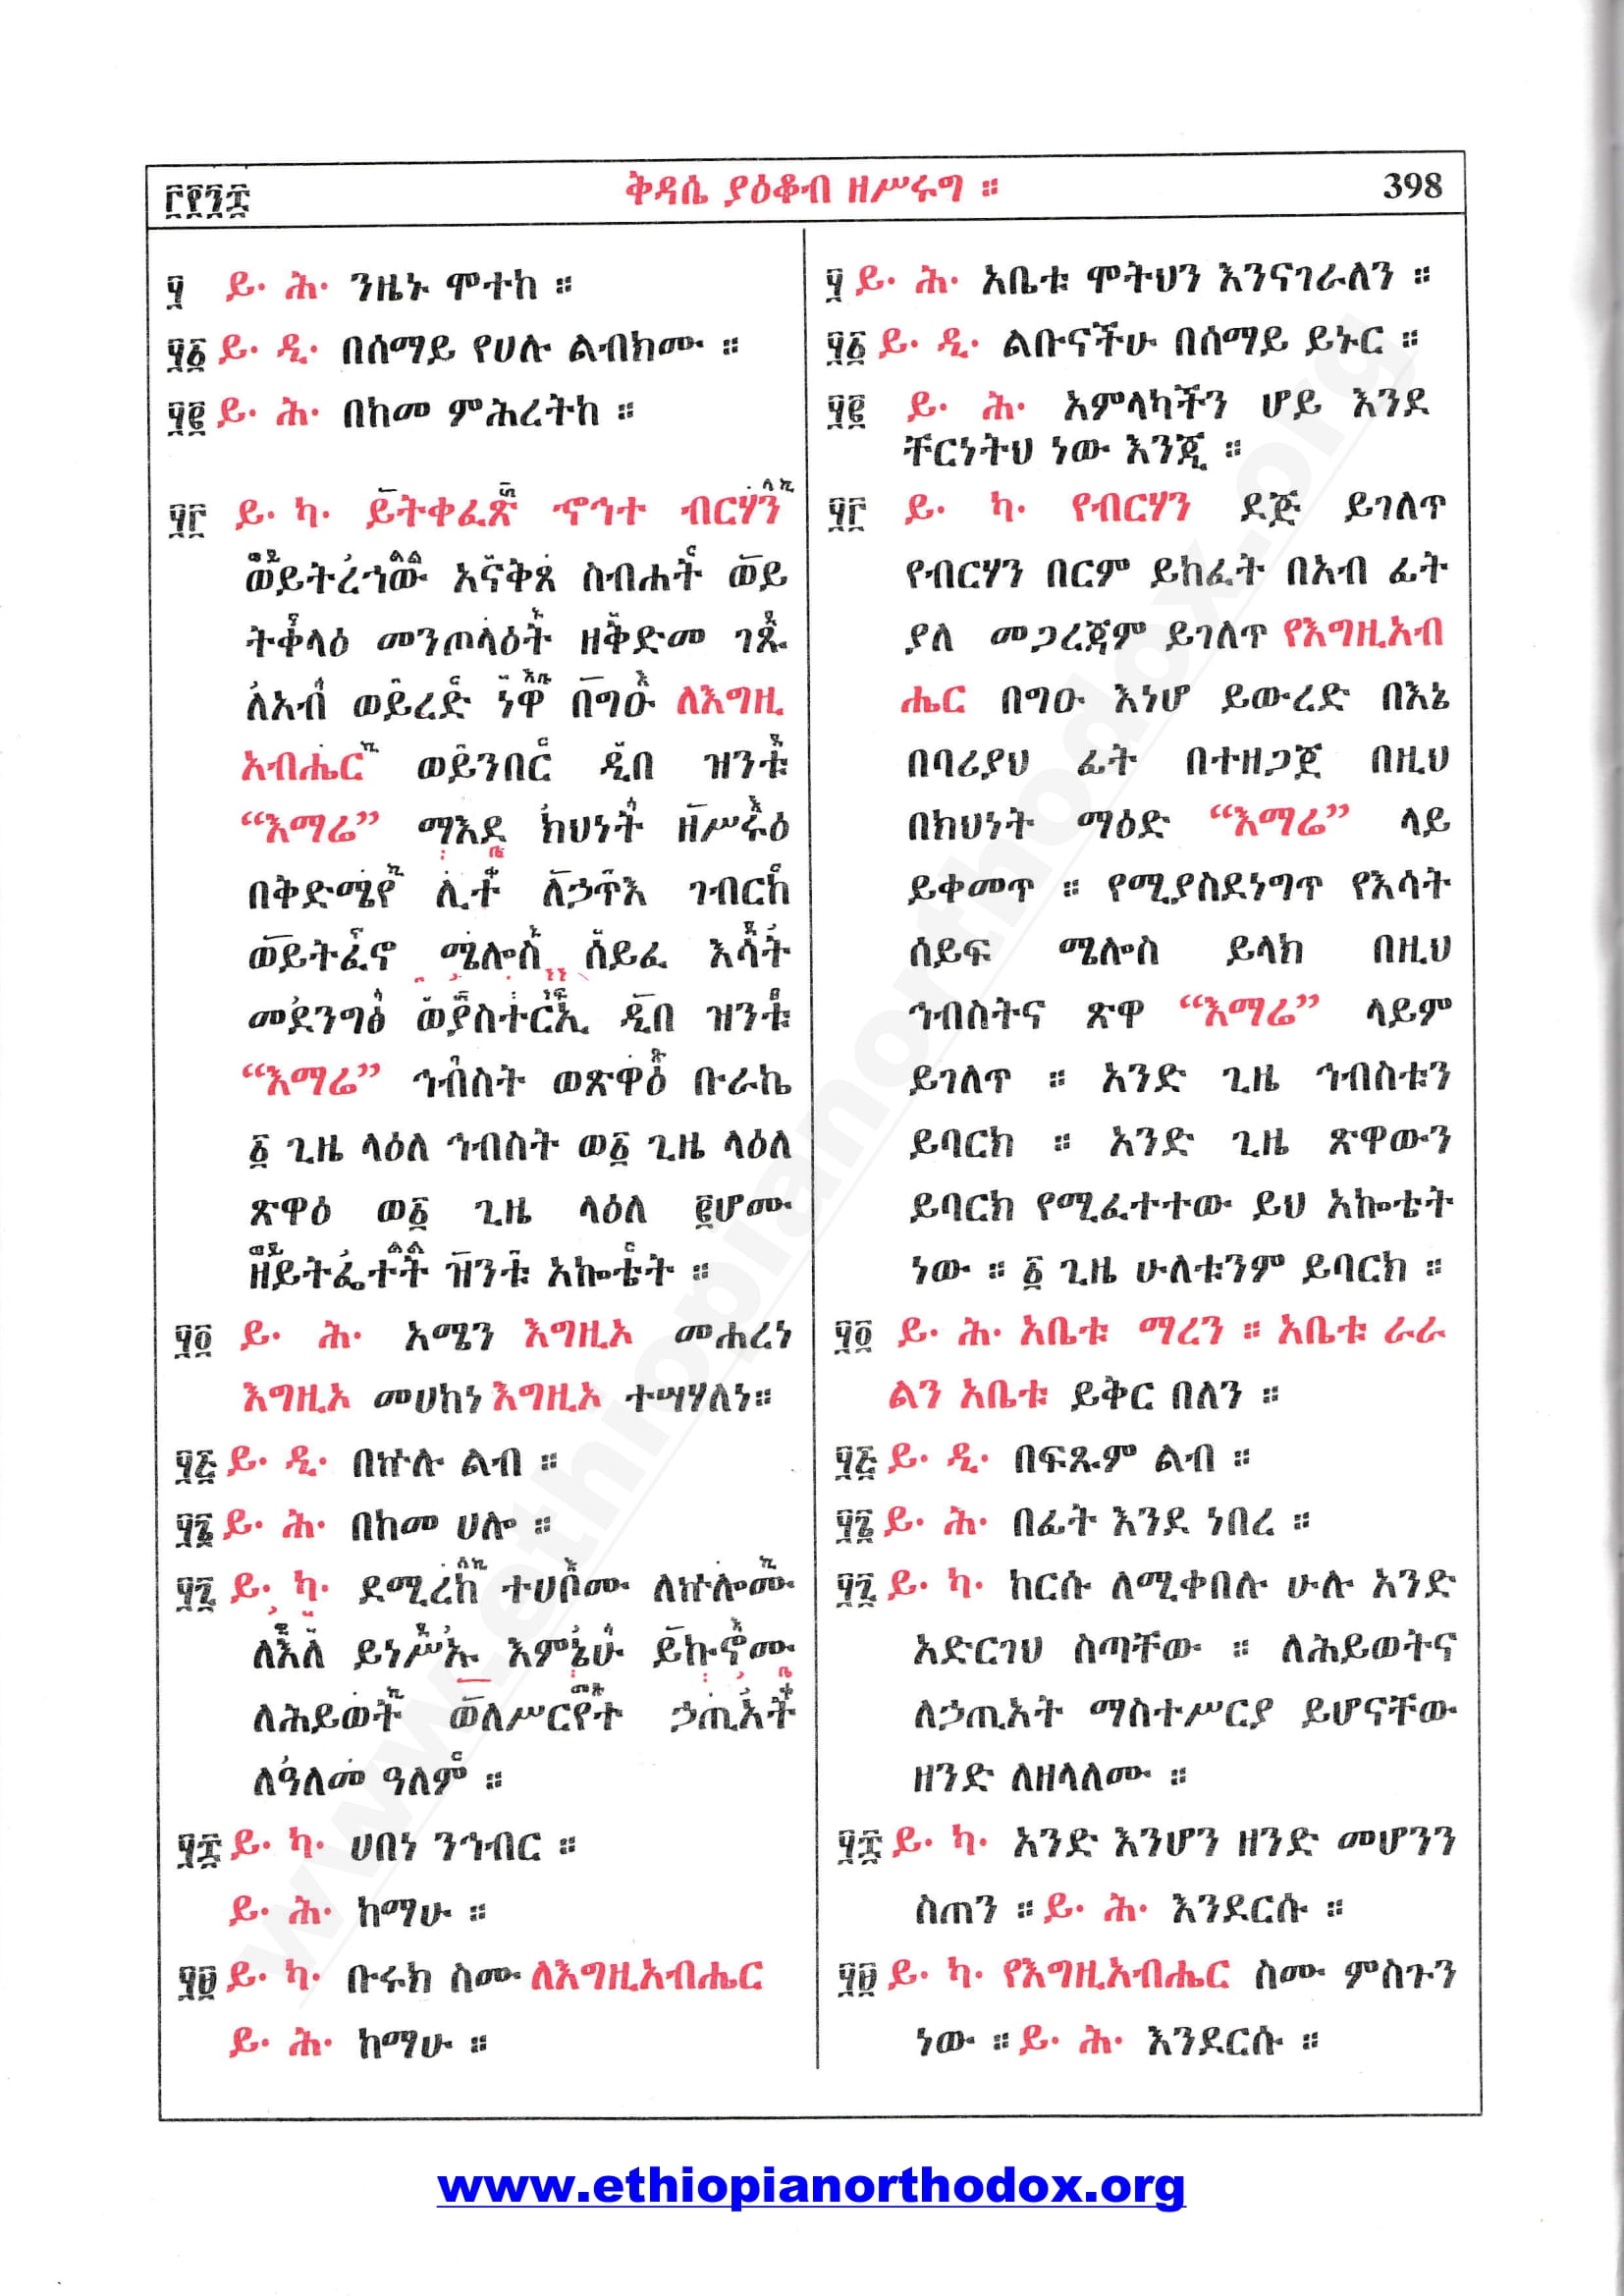 ፫፻፺፰
ቅዳሴ ያዕቆብ ዘሥሩግ ።
398
፶ ይ· ሕ· ንዜኑ ሞተከ ።
፶፩ ይ· ዲ· በሰማይ የሀሉ ልብክሙ ።
፶፪ ይ· ሕ· በከመ ምሕረትከ ።
፶፫ ይ· ካ· ይትቀፈጽ ኆኅተ ብርሃን
ወይትረኀው አናቅጸ ስብሐት ወይ
ትቀላዕ መንጦላዕት ዘቅድመ ገጹ
ለአብ ወይረድ ነዋ በግዑ ለእግዚ
አብሔር ወይንበር ዲበ ዝንቱ
“እማሬ” ማእደ ክህነት ዘሥሩዕ
በቅድሜየ ሊተ ለኃጥእ ገብርከ
ወይትፈኖ ሜሎስ ሰይፈ እሳት
መደንግፅ ወያስተርኢ ዲበ ዝንቱ
“እማሬ” ኅብስት ወጽዋዕ ቡራኬ
፩ ጊዜ ላዕለ ኅብስት ወ፩ ጊዜ ላዕለ
ጽዋዕ ወ፩ ጊዜ ላዕለ ፪ሆሙ
ዘይትፌተት ዝንቱ አኰቴት ።
፶፬ ይ· ሕ· አሜን እግዚኦ መሐረነ
እግዚኦ መሀከነ እግዚኦ ተሣሃለነ።
፶፭ ይ· ዲ· በኵሉ ልብ ።
፶፮ ይ· ሕ· በከመ ሀሎ ።
፶፯ ይ· ካ· ደሚረከ ተሀቦሙ ለኵሎሙ
ለእለ ይነሥኡ እምኔሁ ይኩኖሙ
ለሕይወት ወለሥርየተ ኃጢአት
ለዓለመ ዓለም ።
፶፰ ይ· ካ· ሀበነ ንኅብር ።
ይ· ሕ· ከማሁ ።
፶፱ ይ· ካ· ቡሩክ ስሙ ለእግዚአብሔር
ይ· ሕ· ከማሁ ።
፶ ይ· ሕ· አቤቱ ሞትህን እንናገራለን ።
፶፩ ይ· ዲ· ልቡናችሁ በሰማይ ይኑር ።
፶፪ ይ· ሕ· አምላካችን ሆይ እንደ
ቸርነትህ ነው እንጂ ።
፶፫ ይ· ካ· የብርሃን ደጅ ይገለጥ
የብርሃን በርም ይከፈት በአብ ፊት
ያለ መጋረጃም ይገለጥ የእግዚአብ
ሔር በግዑ እነሆ ይውረድ በእኔ
በባሪያህ ፊት በተዘጋጀ በዚህ
በክህነት ማዕድ “እማሬ” ላይ
ይቀመጥ ። የሚያስደነግጥ የእሳት
ሰይፍ ሜሎስ ይላክ በዚህ
ኅብስትና ጽዋ “እማሬ” ላይም
ይገለጥ ። አንድ ጊዜ ኅብስቱን
ይባርክ ። አንድ ጊዜ ጽዋውን
ይባርክ የሚፈተተው ይህ አኰቴት
ነው ። ፩ ጊዜ ሁለቱንም ይባርክ ።
፶፬ ይ· ሕ· አቤቱ ማረን ። አቤቱ ራራ
ልን አቤቱ ይቅር በለን ።
፶፭ ይ· ዲ· በፍጹም ልብ ።
፶፮ ይ· ሕ· በፊት እንደ ነበረ ።
፶፯ ይ· ካ· ከርሱ ለሚቀበሉ ሁሉ አንድ
አድርገህ ስጣቸው ። ለሕይወትና
ለኃጢአት ማስተሥርያ ይሆናቸው
ዘንድ ለዘላለሙ ።
፶፰ ይ· ካ· አንድ እንሆን ዘንድ መሆንን
ስጠን ። ይ· ሕ· እንደርሱ ።
፶፱ ይ· ካ· የእግዚአብሔር ስሙ ምስጉን
ነው ። ይ· ሕ· እንደርሱ ።
www.ethiopianorthodox.org
www.ethiopianorthodox.org